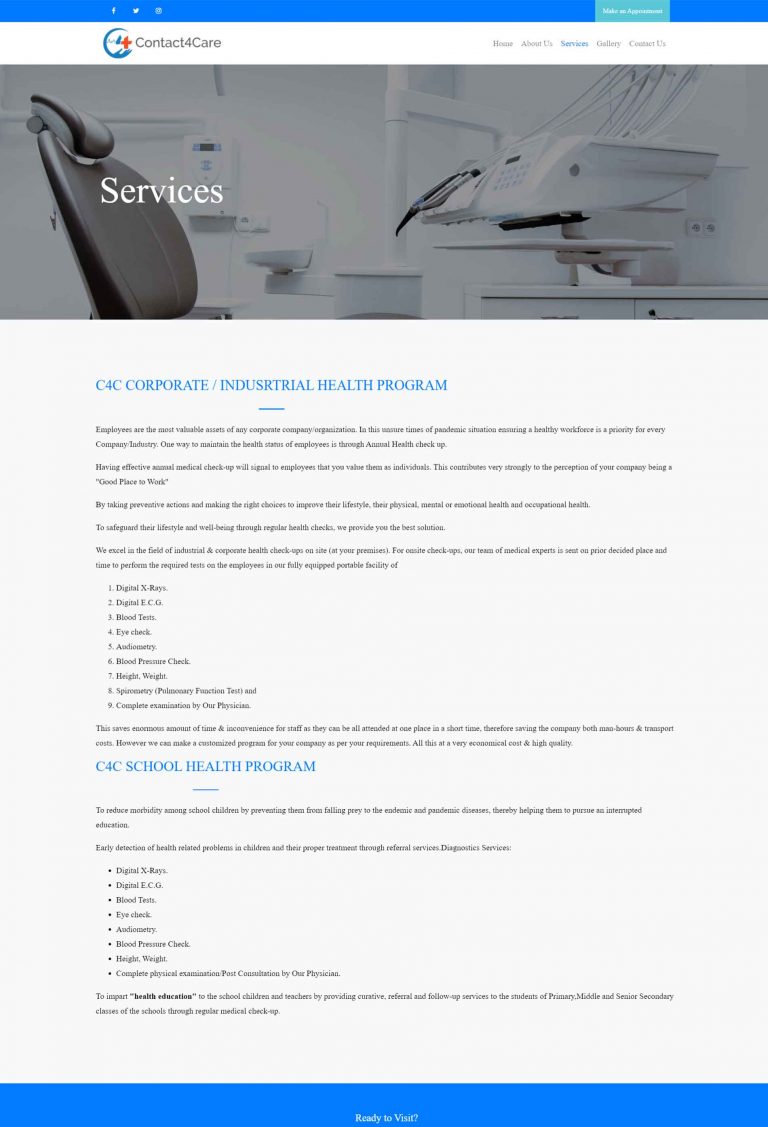 Make an Appointment
Contact4Care
Home About Us Services Gallery Contact Us
Services
C4C CORPORATE / INDUSRTRIAL HEALTH PROGRAM
Employees are the most valuable assets of any corporate company/organization. In this unsure times of pandemic situation ensuring a healthy workforce is a priority for every
Company/Industry. One way to maintain the health status of employees is through Annual Health check up.
Having effective annual medical check-up will signal to employees that you value them as individuals. This contributes very strongly to the perception of your company being a
"Good Place to Work"
By taking preventive actions and making the right choices to improve their lifestyle, their physical, mental or emotional health and occupational health.
To safeguard their lifestyle and well-being through regular health checks, we provide you the best solution.
We excel in the field of industrial & corporate health check-ups on site (at your premises). For onsite check-ups, our team of medical experts is sent on prior decided place and
time to perform the required tests on the employees in our fully equipped portable facility of
1. Digital X-Rays.
2. Digital E.C.G.
3. Blood Tests.
4. Eye check.
5. Audiometry.
6. Blood Pressure Check.
7. Height, Weight.
8. Spirometry (Pulmonary Function Test) and
9. Complete examination by Our Physician.
This saves enormous amount of time & inconvenience for staff as they can be all attended at one place in a short time, therefore saving the company both man-hours & transport
costs. However we can make a customized program for your company as per your requirements. All this at a very economical cost & high quality.
C4C SCHOOL HEALTH PROGRAM
To reduce morbidity among school children by preventing them from falling prey to the endemic and pandemic diseases, thereby helping them to pursue an interrupted
education.
Early detection of health related problems in children and their proper treatment through referral services.Diagnostics Services:
• Digital X-Rays.
• Digital E.C.G.
• Blood Tests.
• Eye check.
• Audiometry.
• Blood Pressure Check.
• Height, Weight.
• Complete physical examination/Post Consultation by Our Physician.
To impart "health education" to the school children and teachers by providing curative, referral and follow-up services to the students of Primary,Middle and Senior Secondary
classes of the schools through regular medical check-up.
Ready to Visit?